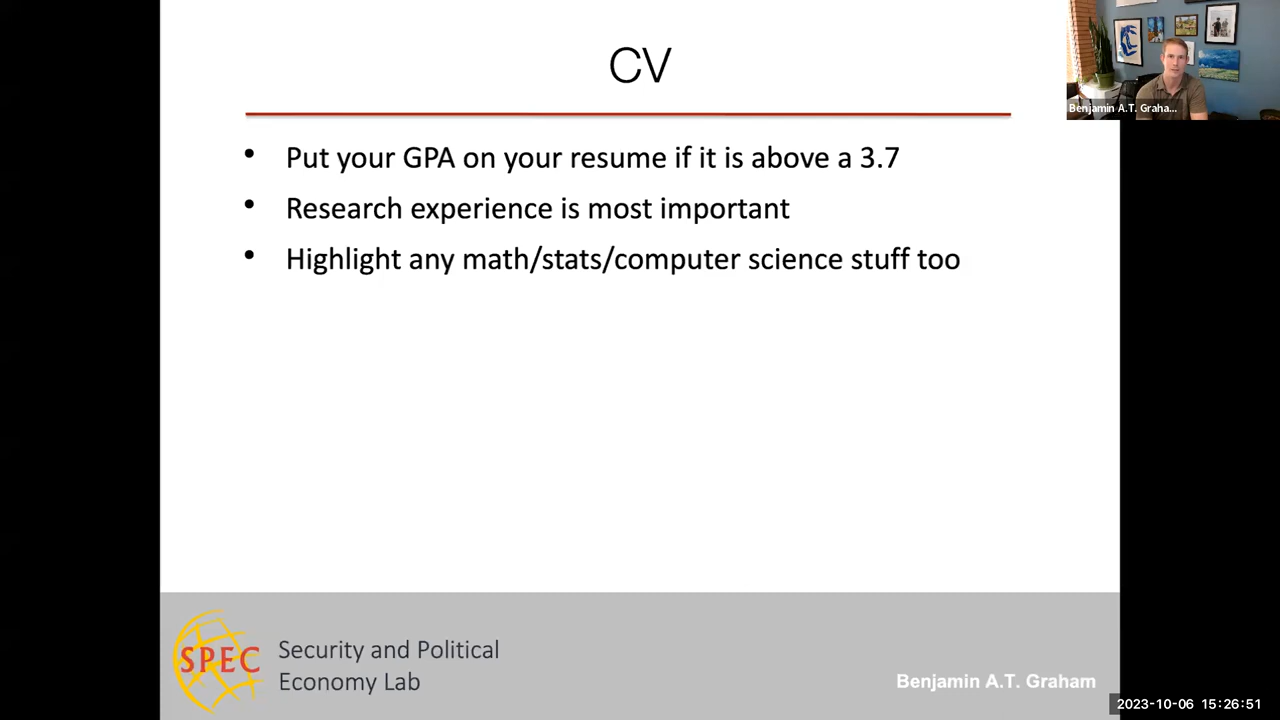 CV
Benjamin A.T. Graha...
• Put your GPA on your resume if it is above a 3.7
• Research experience is most important
• Highlight any math/stats/computer science stuff too
SPEC
Security and Political
Economy Lab
Benjamin A.T. Graham
2023-10-06 15:26:51